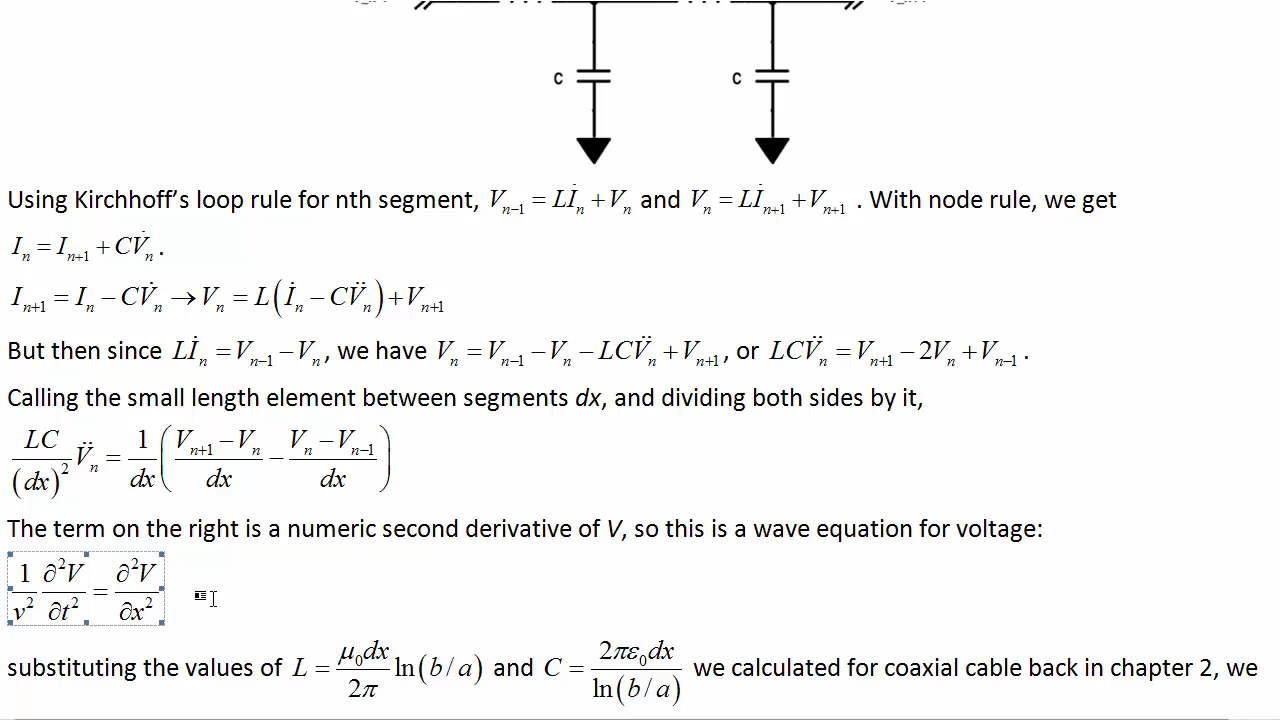 C C
Using Kirchhoff’s loop rule for nth segment, V_{n−1} = Lİ_n + V_n and V_n = Lİ_{n+1} + V_{n+1} . With node rule, we get
I_n = I_{n+1} + CV̇_n .
I_{n+1} = I_n − CV̇_n → V_n = L(İ_n − CV̈_n) + V_{n+1}
But then since Lİ_n = V_{n−1} − V_n, we have V_n = V_{n−1} − V_n − LCV̈_n + V_{n+1}, or LCV̈_n = V_{n+1} − 2V_n + V_{n−1} .
Calling the small length element between segments dx, and dividing both sides by it,
LC/(dx)² V̈_n = 1/dx ( (V_{n+1} − V_n)/dx − (V_n − V_{n−1})/dx )
The term on the right is a numeric second derivative of V, so this is a wave equation for voltage:
1/v² ∂²V/∂t² = ∂²V/∂x²
substituting the values of L = μ₀dx/2π ln(b/a) and C = 2πε₀dx/ln(b/a) we calculated for coaxial cable back in chapter 2, we